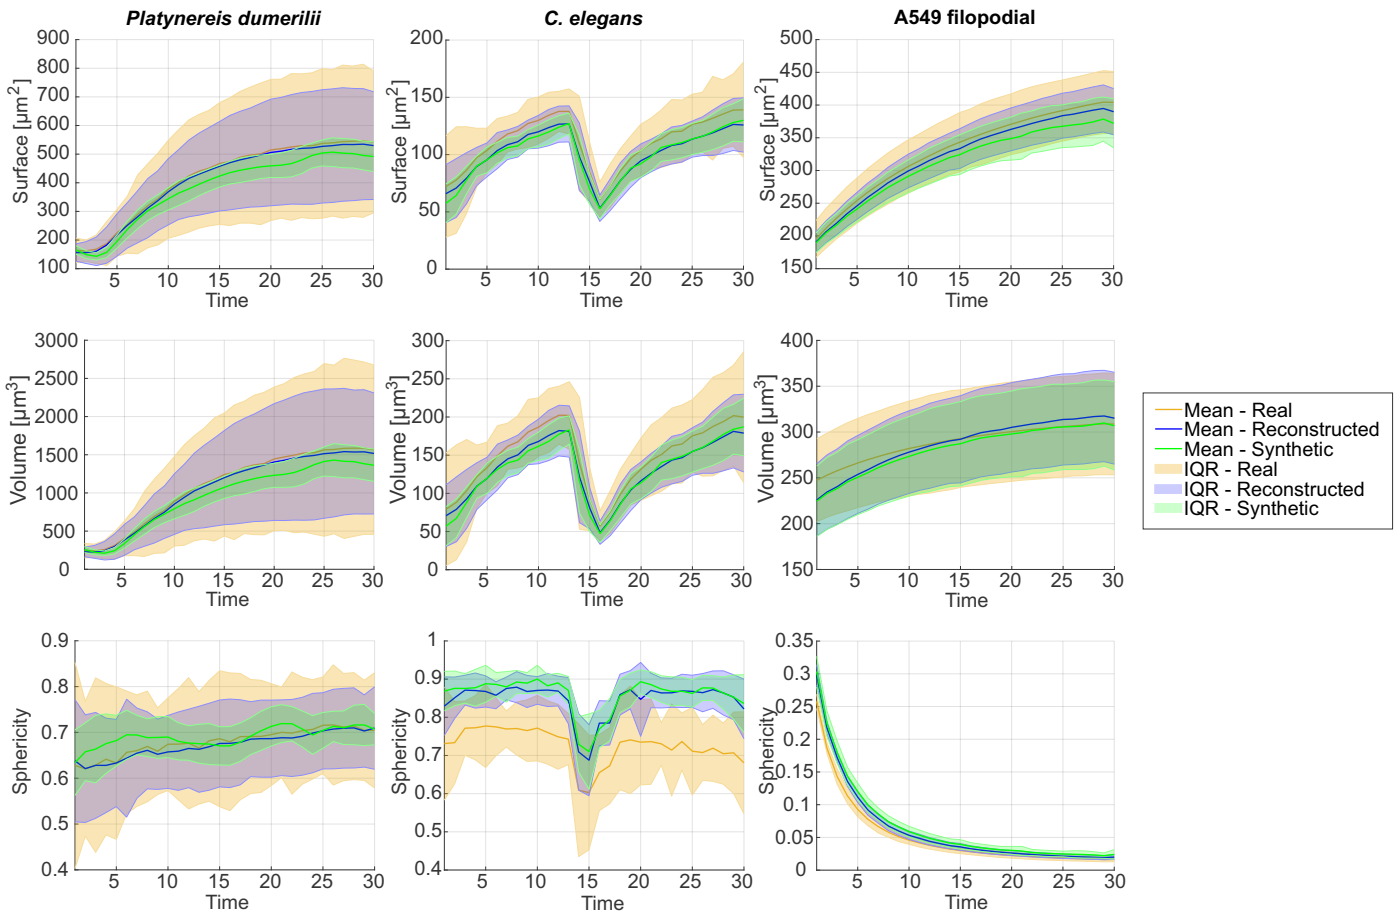 Platynereis dumerilii
C. elegans
A549 filopodial
900
800
700
600
500
400
300
200
100
Surface [μm²]
5 10 15 20 25 30
Time
200
150
100
50
0
Surface [μm²]
5 10 15 20 25 30
Time
500
450
400
350
300
250
200
150
Surface [μm²]
5 10 15 20 25 30
Time
3000
2500
2000
1500
1000
500
0
Volume [μm³]
5 10 15 20 25 30
Time
300
250
200
150
100
50
0
Volume [μm³]
5 10 15 20 25 30
Time
400
350
300
250
200
150
Volume [μm³]
5 10 15 20 25 30
Time
Mean - Real
Mean - Reconstructed
Mean - Synthetic
IQR - Real
IQR - Reconstructed
IQR - Synthetic
0.9
0.8
0.7
0.6
0.5
0.4
Sphericity
5 10 15 20 25 30
Time
1
0.9
0.8
0.7
0.6
0.5
0.4
Sphericity
5 10 15 20 25 30
Time
0.35
0.3
0.25
0.2
0.15
0.1
0.05
0
Sphericity
5 10 15 20 25 30
Time